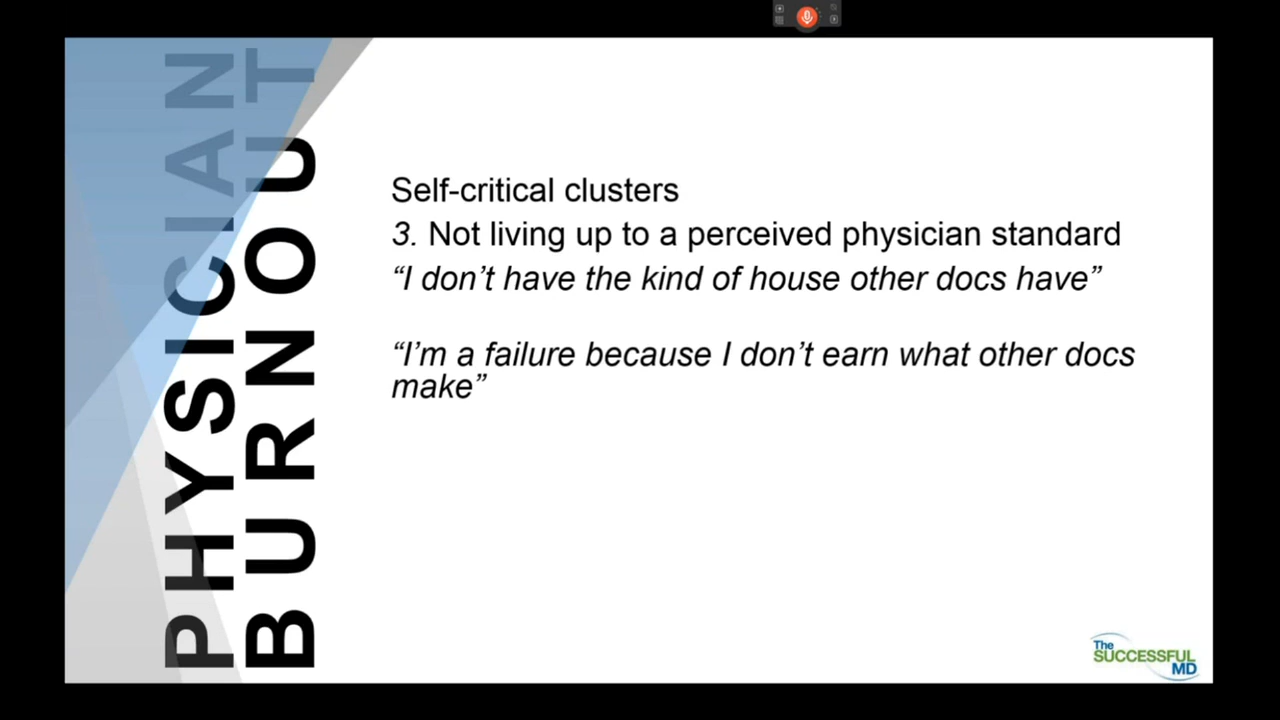 PHYSICIAN
BURNOUT
Self-critical clusters
3. Not living up to a perceived physician standard
“I don’t have the kind of house other docs have”
“I’m a failure because I don’t earn what other docs
make”
The
SUCCESSFUL
MD